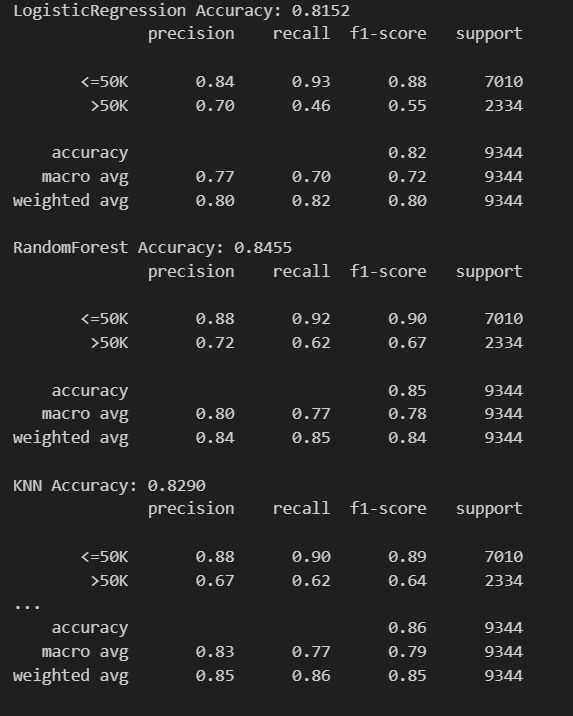 LogisticRegression Accuracy: 0.8152
precision recall f1-score support
<=50K 0.84 0.93 0.88 7010
>50K 0.70 0.46 0.55 2334
accuracy 0.82 9344
macro avg 0.77 0.70 0.72 9344
weighted avg 0.80 0.82 0.80 9344
RandomForest Accuracy: 0.8455
precision recall f1-score support
<=50K 0.88 0.92 0.90 7010
>50K 0.72 0.62 0.67 2334
accuracy 0.85 9344
macro avg 0.80 0.77 0.78 9344
weighted avg 0.84 0.85 0.84 9344
KNN Accuracy: 0.8290
precision recall f1-score support
<=50K 0.88 0.90 0.89 7010
>50K 0.67 0.62 0.64 2334
...
accuracy 0.86 9344
macro avg 0.83 0.77 0.79 9344
weighted avg 0.85 0.86 0.85 9344